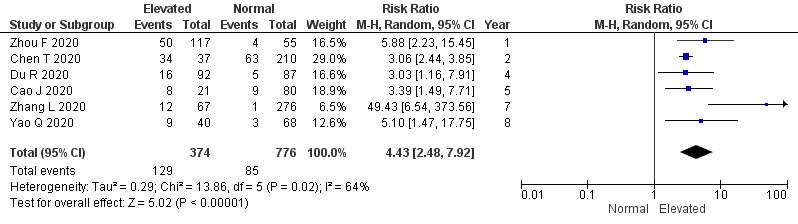 Elevated Normal Risk Ratio Risk Ratio
Study or Subgroup Events Total Events Total Weight M-H, Random, 95% CI Year M-H, Random, 95% CI
Zhou F 2020 50 117 4 55 16.5% 5.88 [2.23, 15.45] 1
Chen T 2020 34 37 63 210 29.0% 3.06 [2.44, 3.85] 2
Du R 2020 16 92 5 87 14.1% 3.03 [1.16, 7.91] 4
Cao J 2020 8 21 9 80 16.5% 3.39 [1.49, 7.71] 5
Zhang L 2020 12 67 1 276 6.5% 49.43 [6.54, 373.56] 7
Yao Q 2020 9 40 3 68 12.6% 5.10 [1.47, 17.75] 8
Total (95% CI) 374 776 100.0% 4.43 [2.48, 7.92]
Total events 129 85
Heterogeneity: Tau² = 0.29; Chi² = 13.86, df = 5 (P = 0.02); I² = 64%
Test for overall effect: Z = 5.02 (P < 0.00001)
0.01 0.1 1 10 100
Normal Elevated